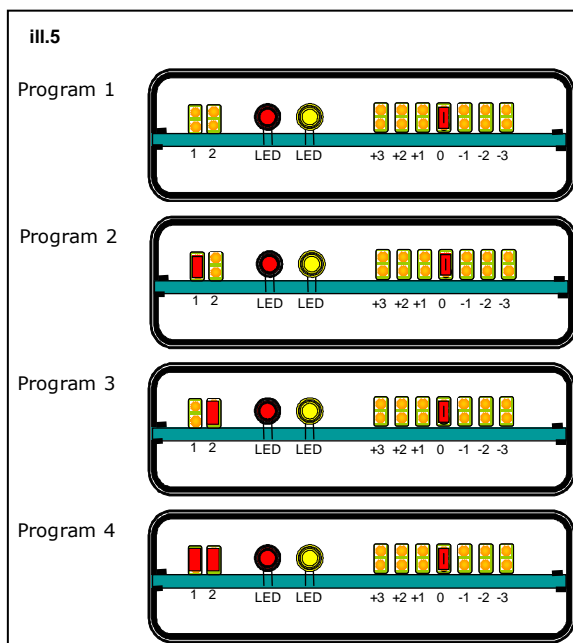 ill.5
Program 1
1 2 LED LED +3 +2 +1 0 -1 -2 -3
Program 2
1 2 LED LED +3 +2 +1 0 -1 -2 -3
Program 3
1 2 LED LED +3 +2 +1 0 -1 -2 -3
Program 4
1 2 LED LED +3 +2 +1 0 -1 -2 -3